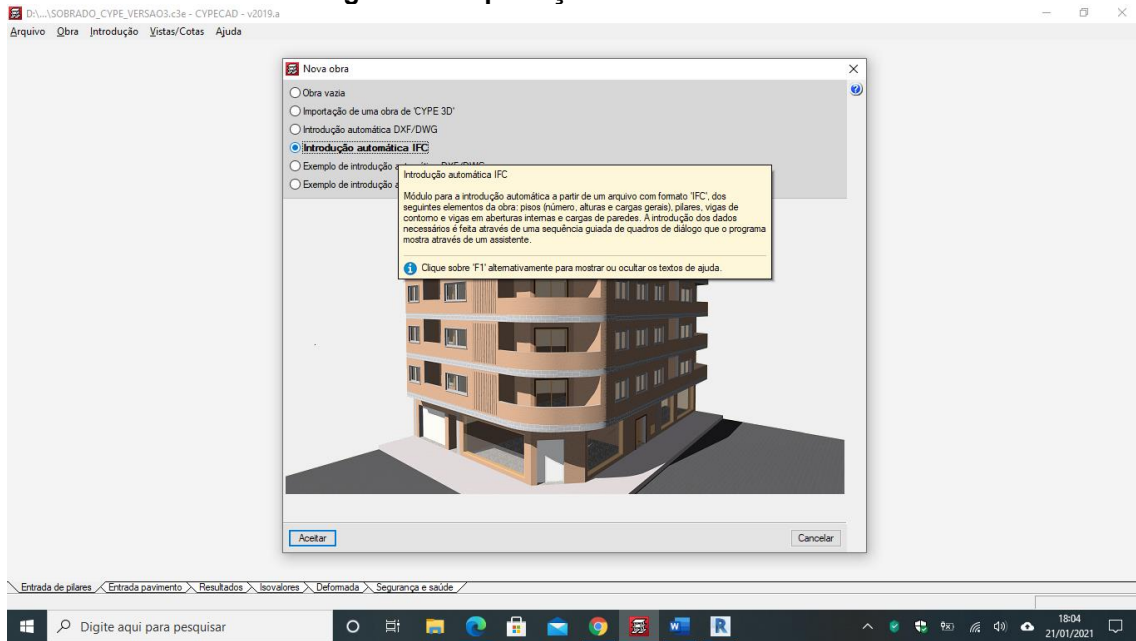 D:\...\SOBRADO_CYPE_VERSAO3.c3e - CYPECAD - v2019.a
Arquivo Obra Introdução Vistas/Cotas Ajuda
Nova obra
Obra vazia
Importação de uma obra de 'CYPE 3D'
Introdução automática DXF/DWG
Introdução automática IFC
Exemplo de introdução
Exemplo de introdução
Introdução automática IFC
Módulo para a introdução automática a partir de um arquivo com formato 'IFC', dos
seguintes elementos da obra: pisos (número, alturas e cargas gerais), pilares, vigas de
contorno e vigas em aberturas internas e cargas de paredes. A introdução dos dados
necessários é feita através de uma sequência guiada de quadros de diálogo que o programa
mostra através de um assistente.
Clique sobre 'F1' alternativamente para mostrar ou ocultar os textos de ajuda.
Aceitar Cancelar
Entrada de pilares Entrada pavimento Resultados Isovalores Deformada Segurança e saúde
Digite aqui para pesquisar
18:04
21/01/2021